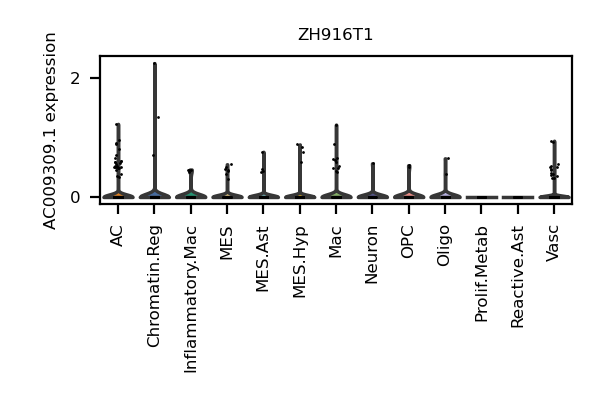 ZH916T1
AC009309.1 expression
2
0
AC
Chromatin.Reg
Inflammatory.Mac
MES
MES.Ast
MES.Hyp
Mac
Neuron
OPC
Oligo
Prolif.Metab
Reactive.Ast
Vasc